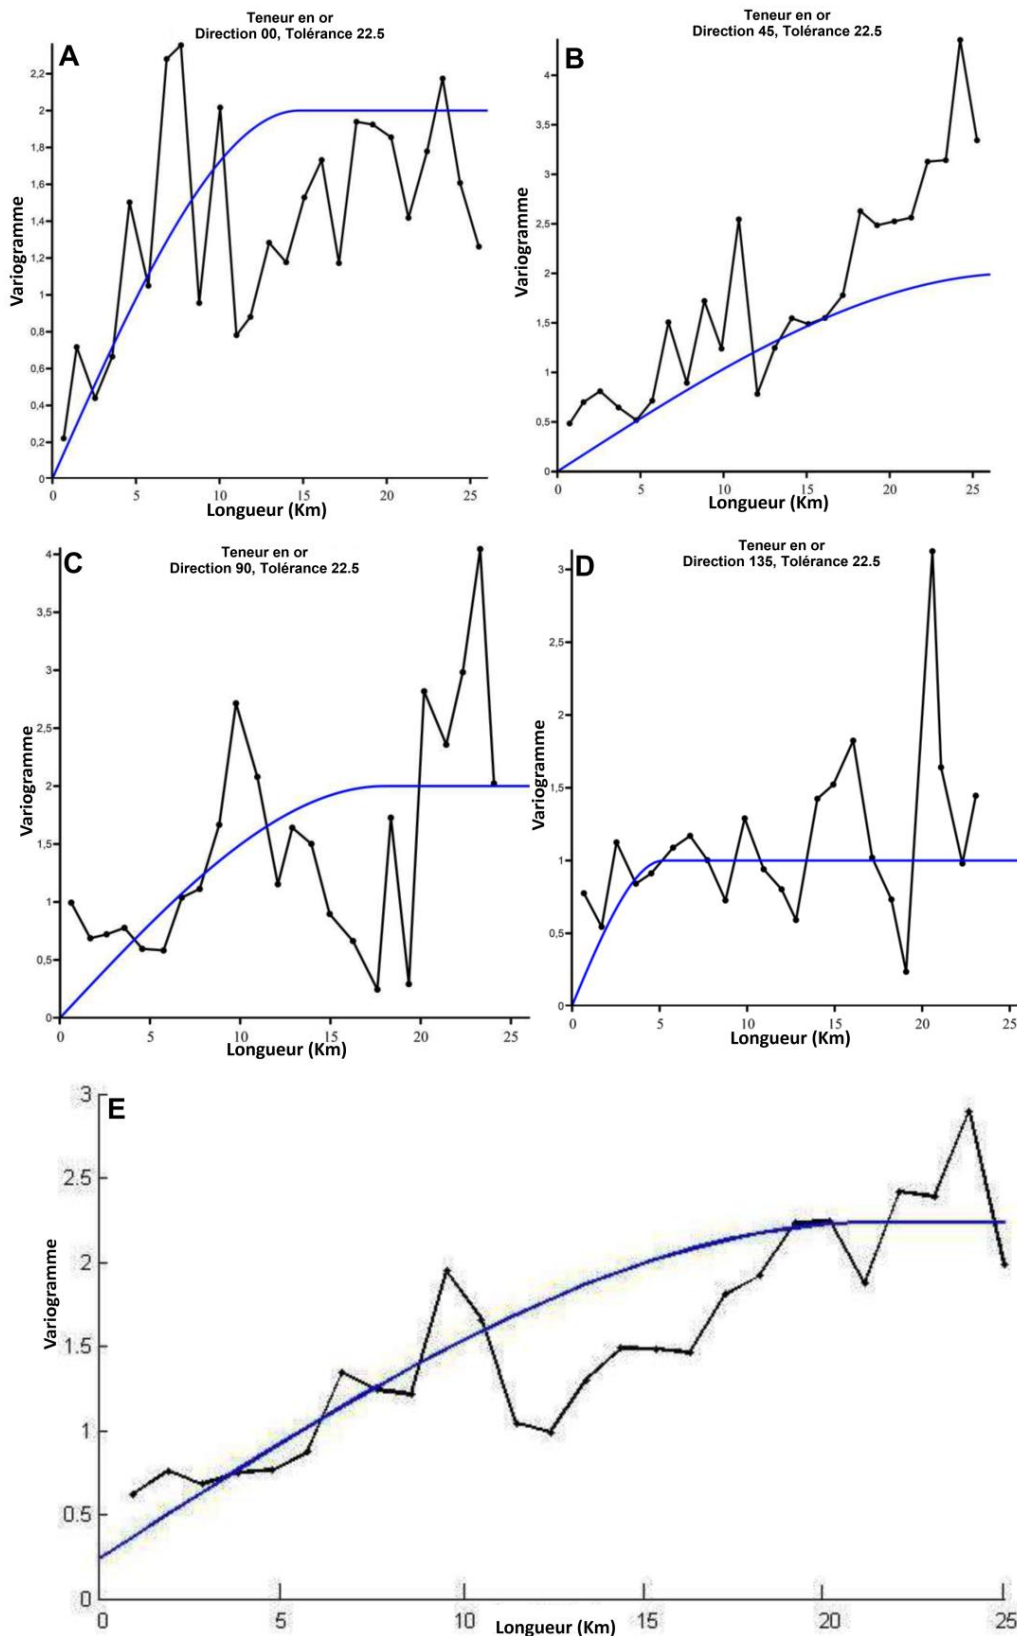 Teneur en or
Direction 00, Tolérance 22.5
A
2,2
2
1,8
1,6
1,4
1,2
1
0,8
0,6
0,4
0,2
0
Variogramme
0 5 10 15 20 25
Longueur (Km)
Teneur en or
Direction 45, Tolérance 22.5
B
4
3,5
3
2,5
2
1,5
1
0,5
0
Variogramme
0 5 10 15 20 25
Longueur (Km)
Teneur en or
Direction 90, Tolérance 22.5
C
4
3,5
3
2,5
2
1,5
1
0,5
0
Variogramme
0 5 10 15 20 25
Longueur (Km)
Teneur en or
Direction 135, Tolérance 22.5
D
3
2,5
2
1,5
1
0,5
0
Variogramme
0 5 10 15 20 25
Longueur (Km)
E
3
2.5
2
1.5
1
0.5
0
Variogramme
0 5 10 15 20 25
Longueur (Km)